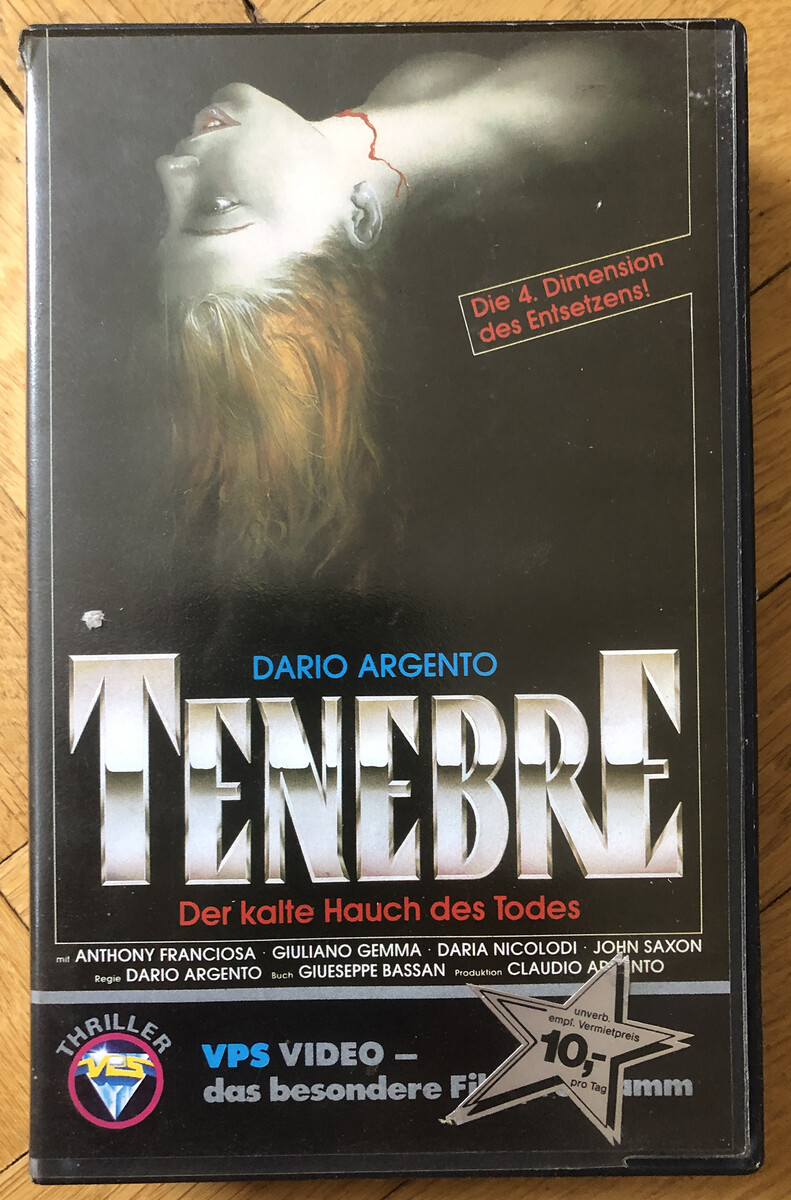 Die 4. Dimension
des Entsetzens!
DARIO ARGENTO
TENEBRE
Der kalte Hauch des Todes
mit ANTHONY FRANCIOSA · GIULIANO GEMMA · DARIA NICOLODI · JOHN SAXON
Regie DARIO ARGENTO Buch GIUESEPPE BASSAN Produktion CLAUDIO ARGENTO
THRILLER
VPS
VPS VIDEO –
das besondere
unverb.
empf. Vermietpreis
10,-
pro Tag